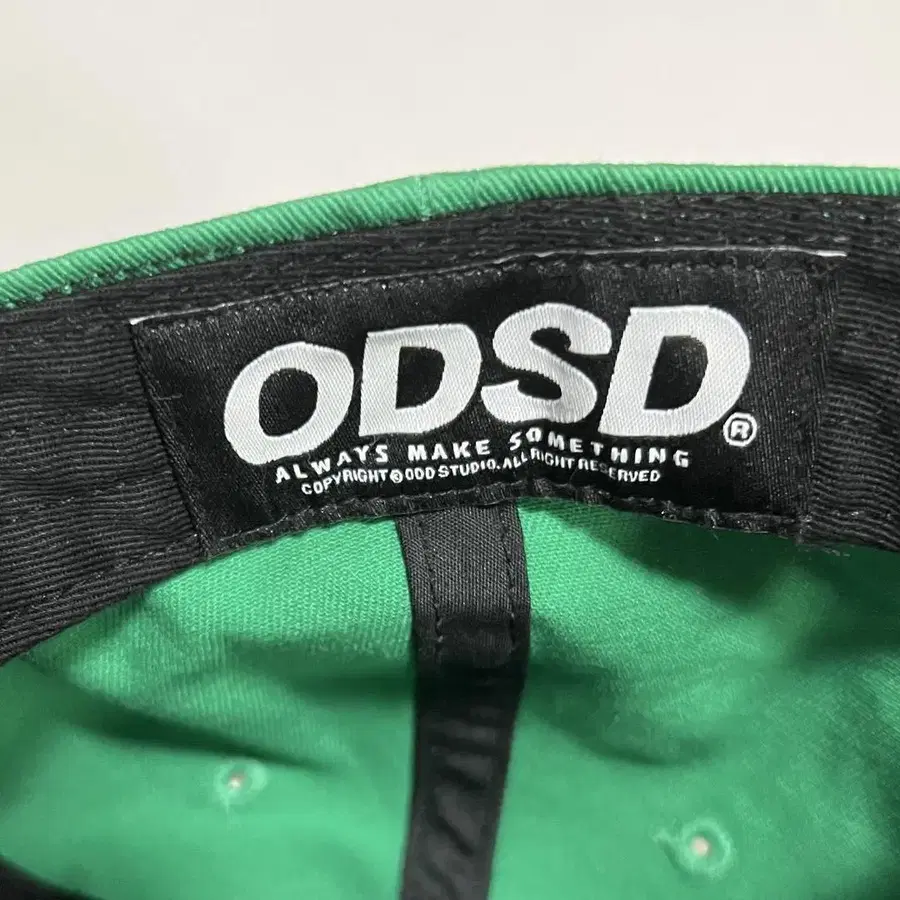 ODSD®
ALWAYS MAKE SOMETHING
COPYRIGHT © ODD STUDIO. ALL RIGHT RESERVED